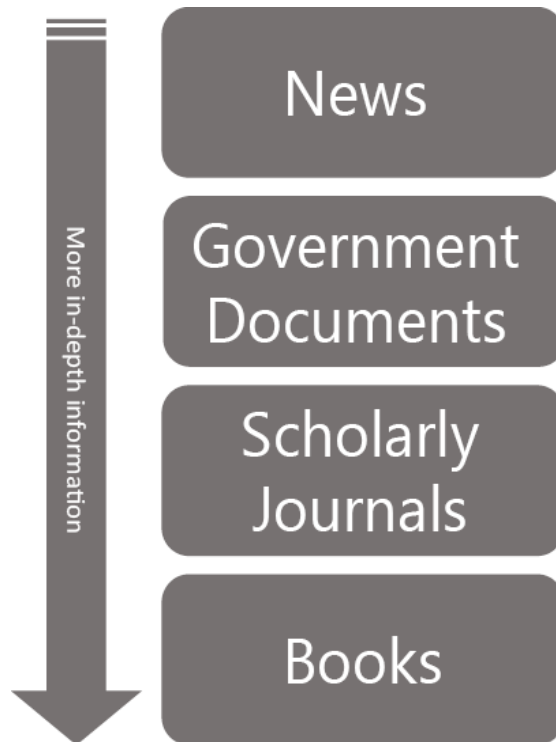 News
Government
Documents
More in-depth information
Scholarly
Journals
Books